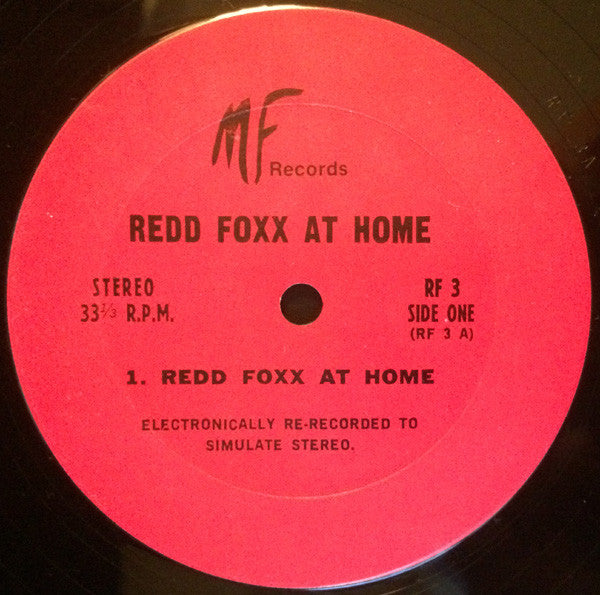 MF
Records
REDD FOXX AT HOME
STEREO
33⅓ R.P.M.
RF 3
SIDE ONE
(RF 3 A)
1. REDD FOXX AT HOME
ELECTRONICALLY RE-RECORDED TO
SIMULATE STEREO.